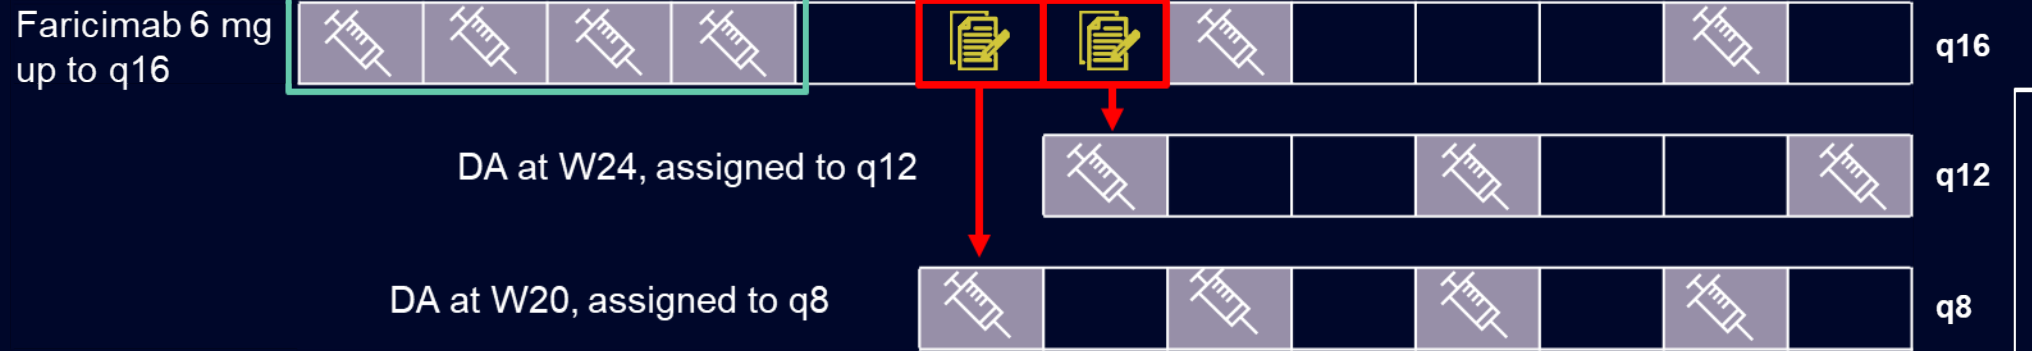 Faricimab 6 mg
up to q16
q16
DA at W24, assigned to q12
q12
DA at W20, assigned to q8
q8